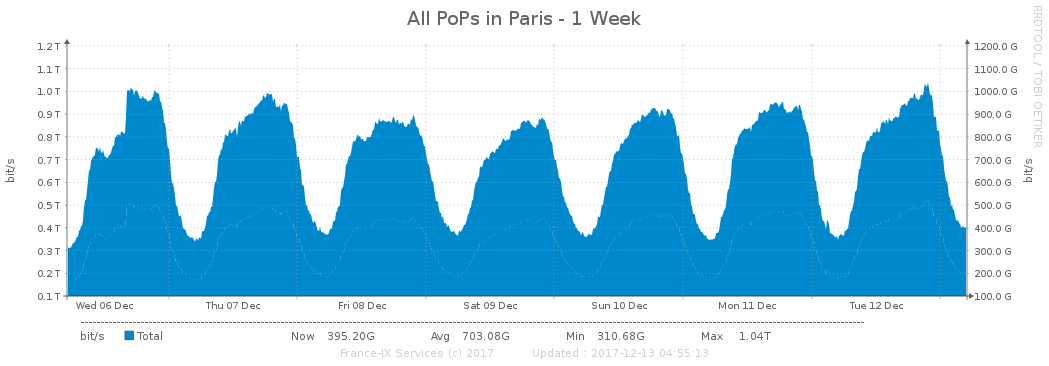 All PoPs in Paris - 1 Week
RRDTOOL / TOBI OETIKER
bit/s
1.2 T
1.1 T
1.0 T
0.9 T
0.8 T
0.7 T
0.6 T
0.5 T
0.4 T
0.3 T
0.2 T
0.1 T
1200.0 G
1100.0 G
1000.0 G
900.0 G
800.0 G
700.0 G
600.0 G
500.0 G
400.0 G
300.0 G
200.0 G
100.0 G
bit/s
Wed 06 Dec Thu 07 Dec Fri 08 Dec Sat 09 Dec Sun 10 Dec Mon 11 Dec Tue 12 Dec
bit/s Total Now 395.20G Avg 703.08G Min 310.68G Max 1.04T
France-IX Services (c) 2017 Updated : 2017-12-13 04:55:13